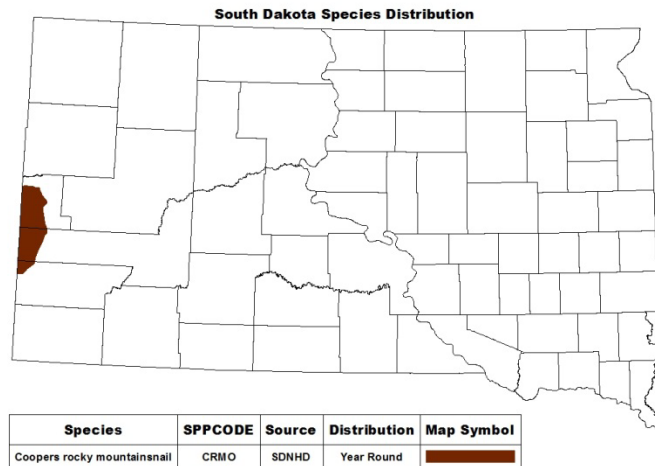 South Dakota Species Distribution
Species SPPCODE Source Distribution Map Symbol
Coopers rocky mountainsnail CRMO SDNHD Year Round